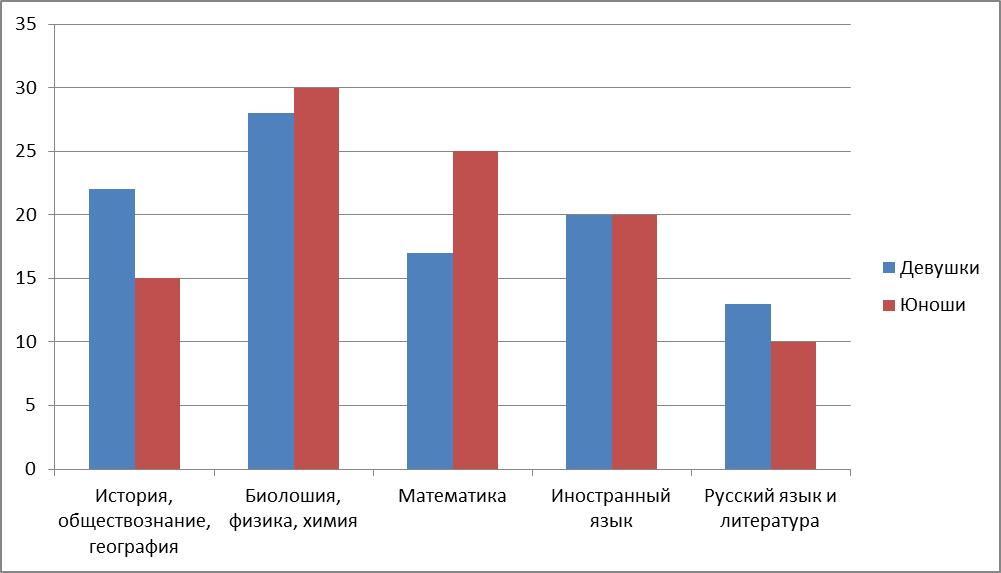 35
30
25
20
15
10
5
0
История,
обществознание,
география
Биолошия,
физика, химия
Математика
Иностранный
язык
Русский язык и
литература
Девушки
Юноши